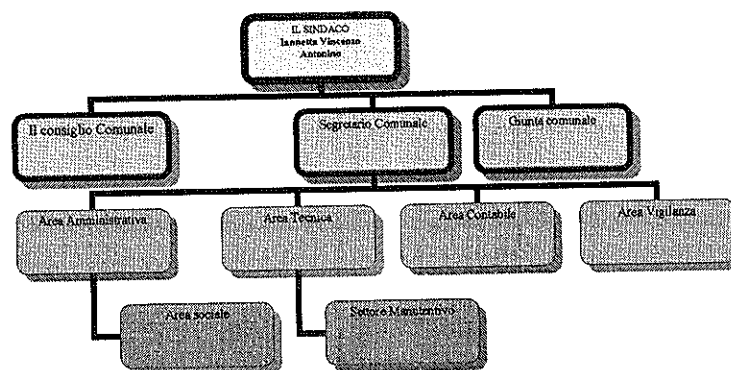 IL SINDACO
Iannetta Vincenzo
Antonino
Il consiglio Comunale
Segretario Comunale
Giunta comunale
Area Amministrativa
Area Tecnica
Area Contabile
Area Vigilanza
Area sociale
Settore Manutentivo